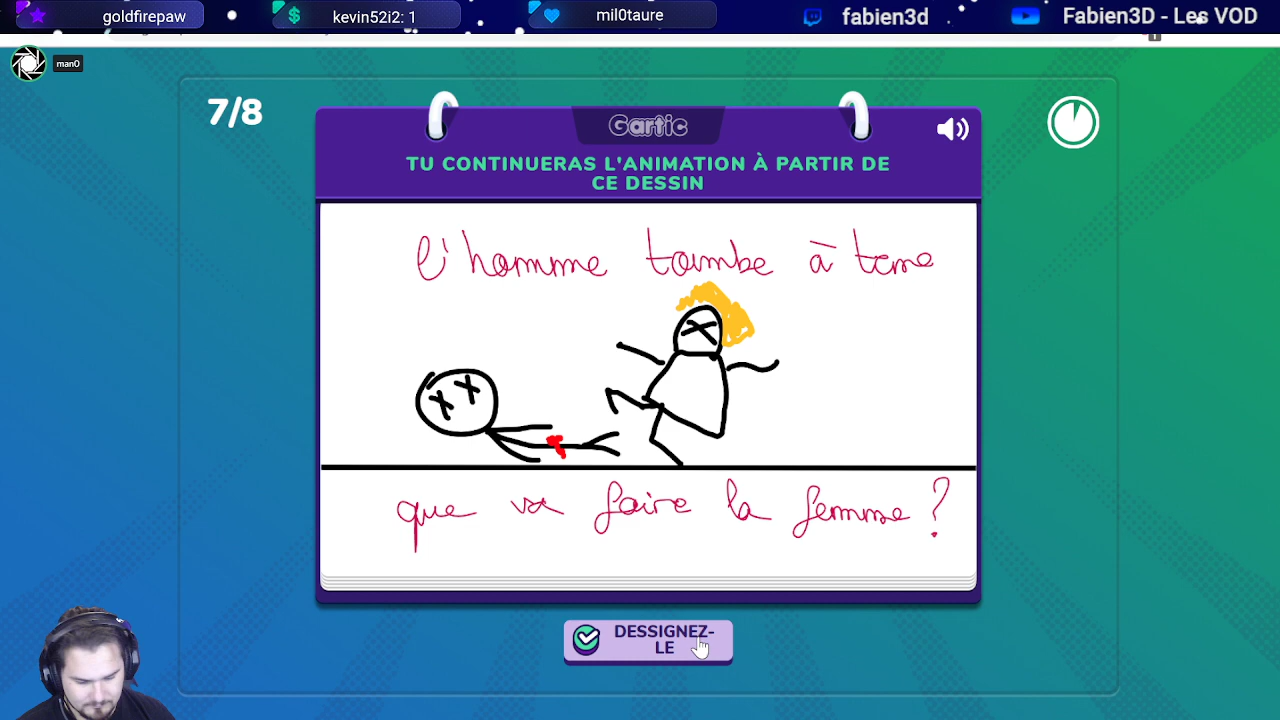 goldfirepaw
kevin52i2: 1
mil0taure
fabien3d
Fabien3D - Les VOD
man0
7/8
Gartic
TU CONTINUERAS L'ANIMATION À PARTIR DE
CE DESSIN
l'homme tombe à terre
que va faire la femme ?
DESSIGNEZ-
LE